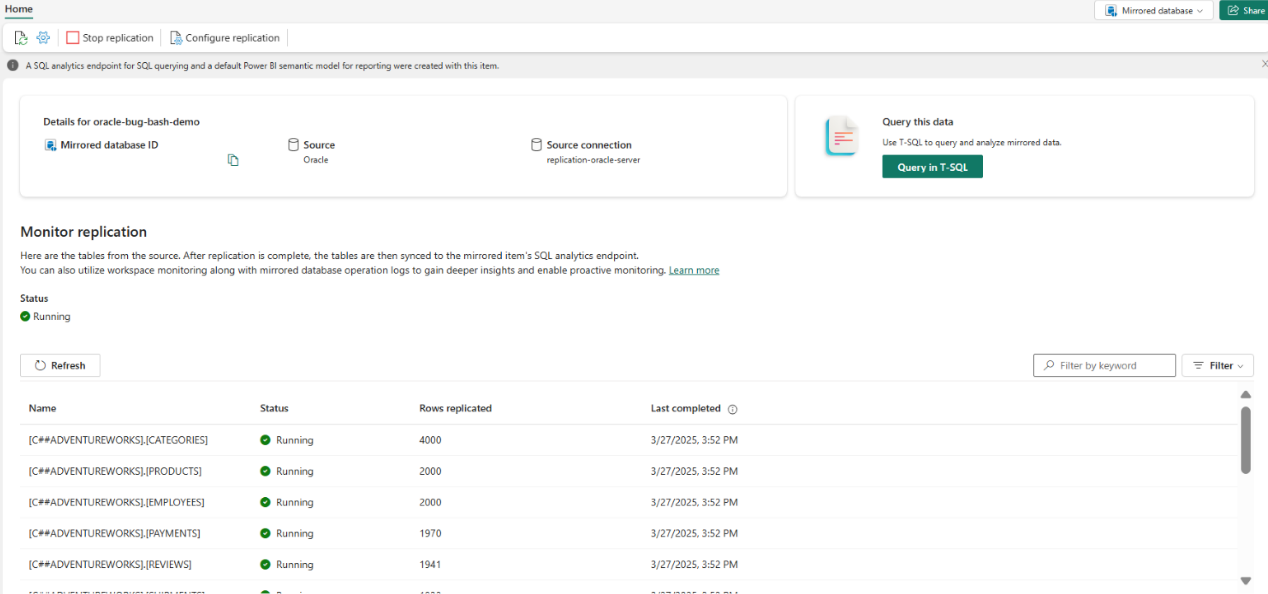 Home
Mirrored database
Share
Stop replication
Configure replication
A SQL analytics endpoint for SQL querying and a default Power BI semantic model for reporting were created with this item.
Details for oracle-bug-bash-demo
Mirrored database ID
Source
Oracle
Source connection
replication-oracle-server
Query this data
Use T-SQL to query and analyze mirrored data.
Query in T-SQL
Monitor replication
Here are the tables from the source. After replication is complete, the tables are then synced to the mirrored item's SQL analytics endpoint.
You can also utilize workspace monitoring along with mirrored database operation logs to gain deeper insights and enable proactive monitoring. Learn more
Status
Running
Refresh
Filter by keyword
Filter
Name Status Rows replicated Last completed
[C##ADVENTUREWORKS].[CATEGORIES] Running 4000 3/27/2025, 3:52 PM
[C##ADVENTUREWORKS].[PRODUCTS] Running 2000 3/27/2025, 3:52 PM
[C##ADVENTUREWORKS].[EMPLOYEES] Running 2000 3/27/2025, 3:52 PM
[C##ADVENTUREWORKS].[PAYMENTS] Running 1970 3/27/2025, 3:52 PM
[C##ADVENTUREWORKS].[REVIEWS] Running 1941 3/27/2025, 3:52 PM